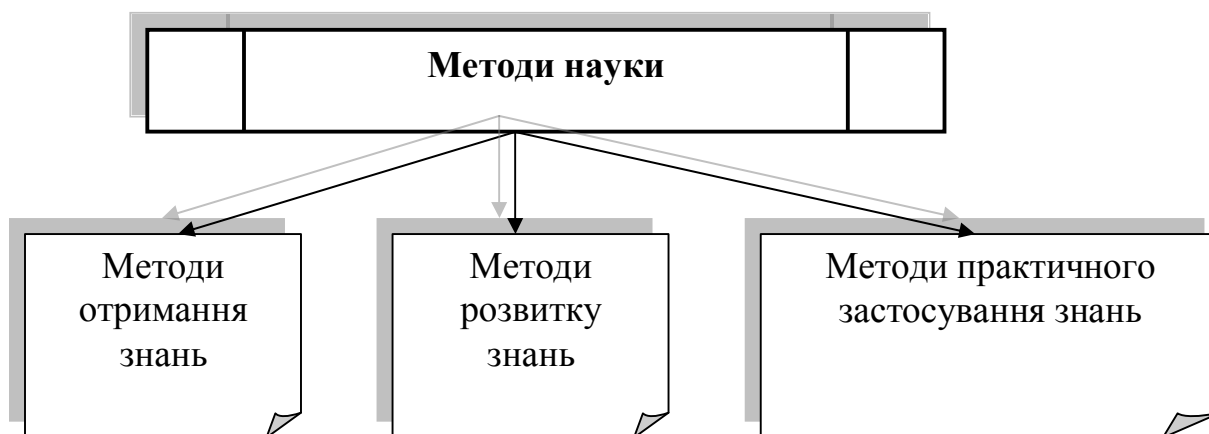 Методи науки
Методи
отримання
знань
Методи
розвитку
знань
Методи практичного
застосування знань